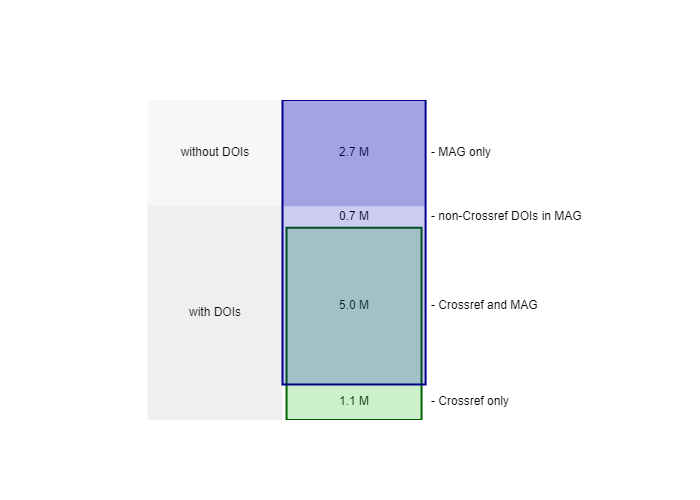 without DOIs 2.7 M - MAG only
0.7 M - non-Crossref DOIs in MAG
5.0 M - Crossref and MAG
with DOIs
1.1 M - Crossref only